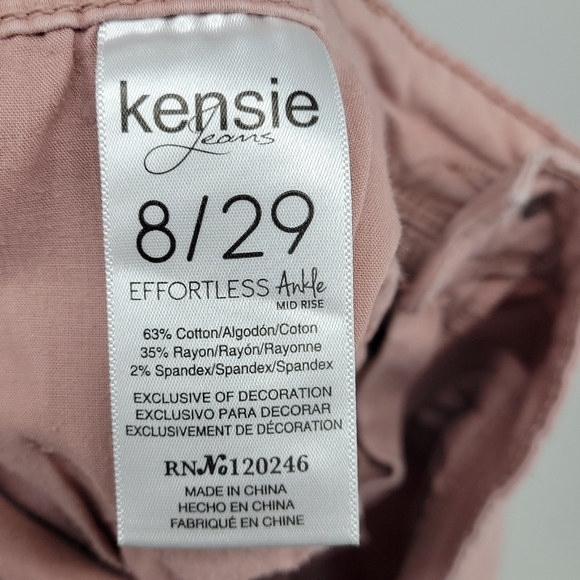 kensie
Jeans
8/29
EFFORTLESS Ankle
MID RISE
63% Cotton/Algodón/Coton
35% Rayon/Rayón/Rayonne
2% Spandex/Spandex/Spandex
EXCLUSIVE OF DECORATION
EXCLUSIVO PARA DECORAR
EXCLUSIVEMENT DE DÉCORATION
RN№120246
MADE IN CHINA
HECHO EN CHINA
FABRIQUÉ EN CHINE